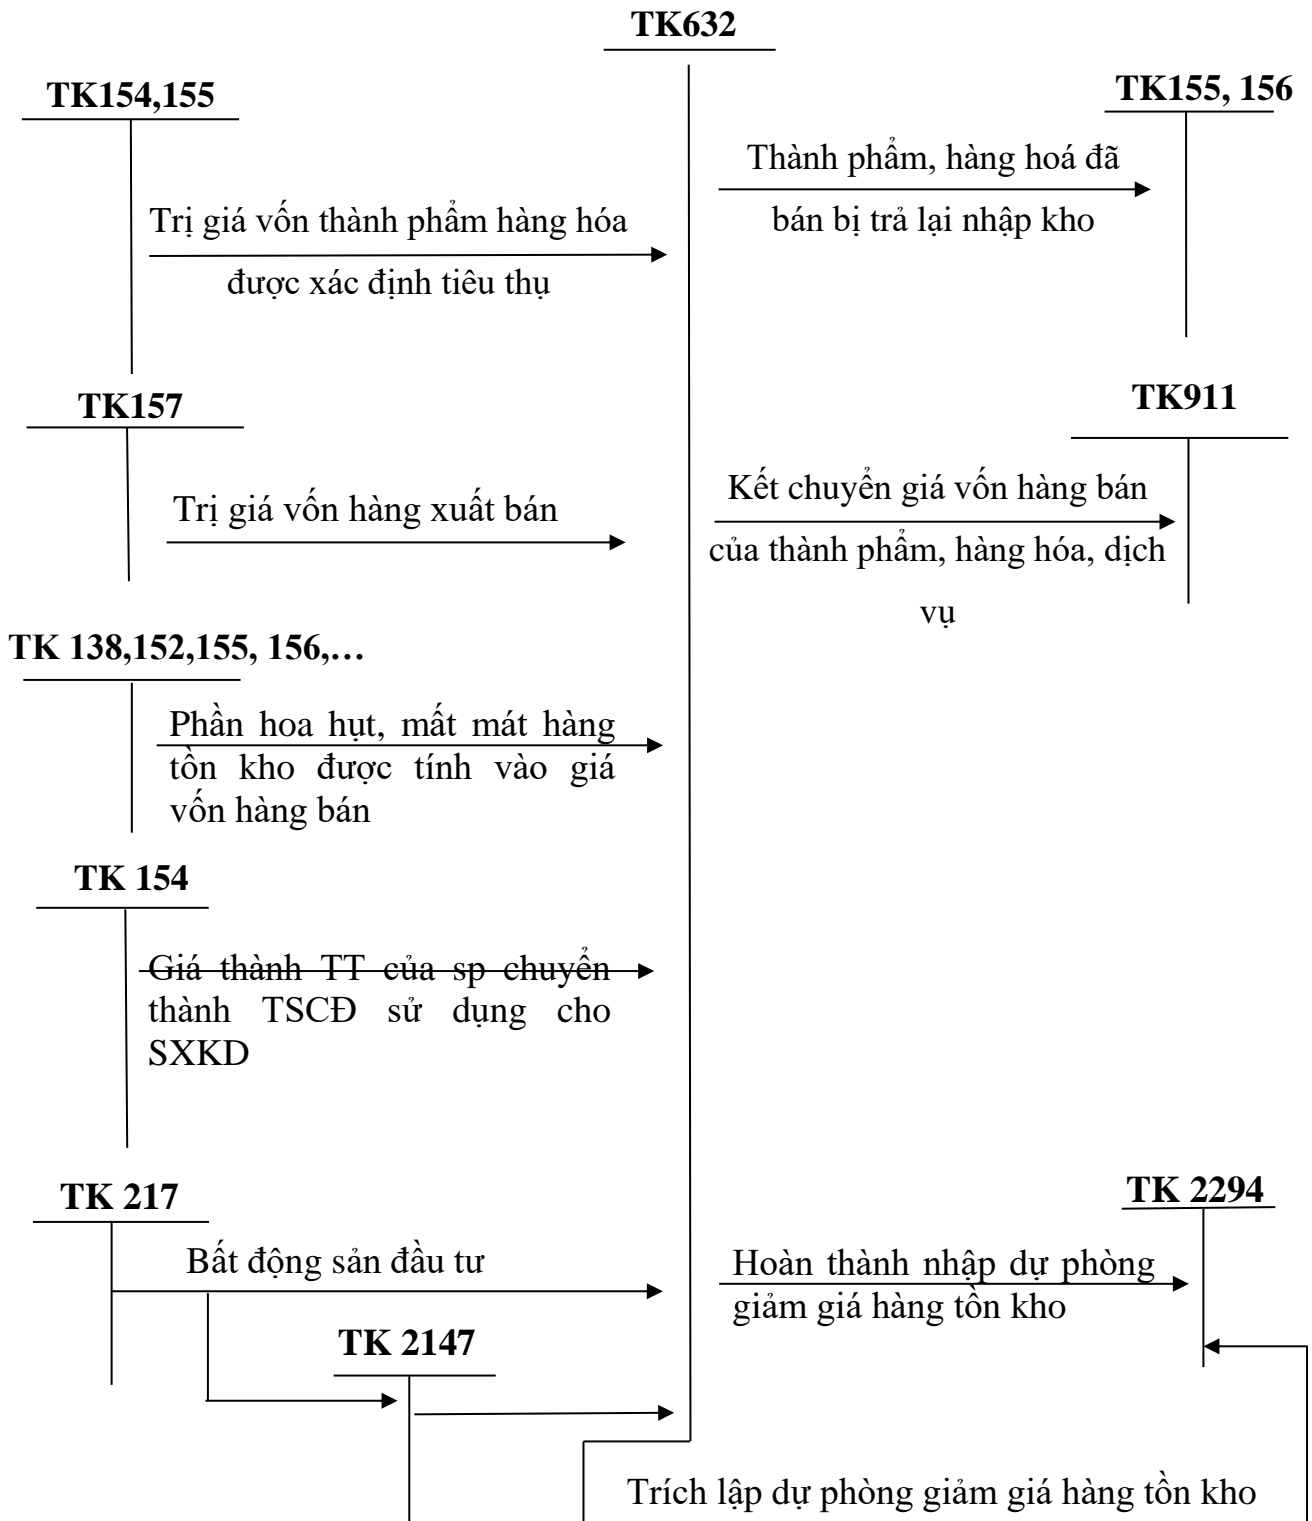 TK632
TK154,155
TK155, 156
Thành phẩm, hàng hoá đã
bán bị trả lại nhập kho
Trị giá vốn thành phẩm hàng hóa
được xác định tiêu thụ
TK157
TK911
Kết chuyển giá vốn hàng bán
của thành phẩm, hàng hóa, dịch
vụ
Trị giá vốn hàng xuất bán
TK 138,152,155, 156,…
Phần hoa hụt, mất mát hàng
tồn kho được tính vào giá
vốn hàng bán
TK 154
Giá thành TT của sp chuyển
thành TSCĐ sử dụng cho
SXKD
TK 217
TK 2294
Bất động sản đầu tư
Hoàn thành nhập dự phòng
giảm giá hàng tồn kho
TK 2147
Trích lập dự phòng giảm giá hàng tồn kho